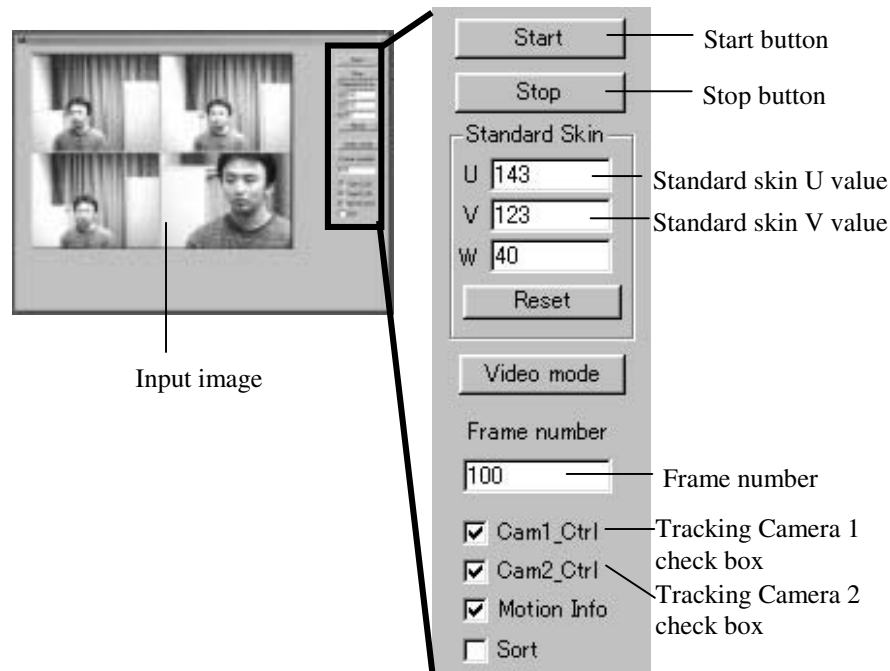 Start
Start button
Stop
Stop button
Standard Skin
U 143
Standard skin U value
V 123
Standard skin V value
W 40
Reset
Input image
Video mode
Frame number
100
Frame number
Cam1_Ctrl
Tracking Camera 1
check box
Cam2_Ctrl
Tracking Camera 2
check box
Motion Info
Sort